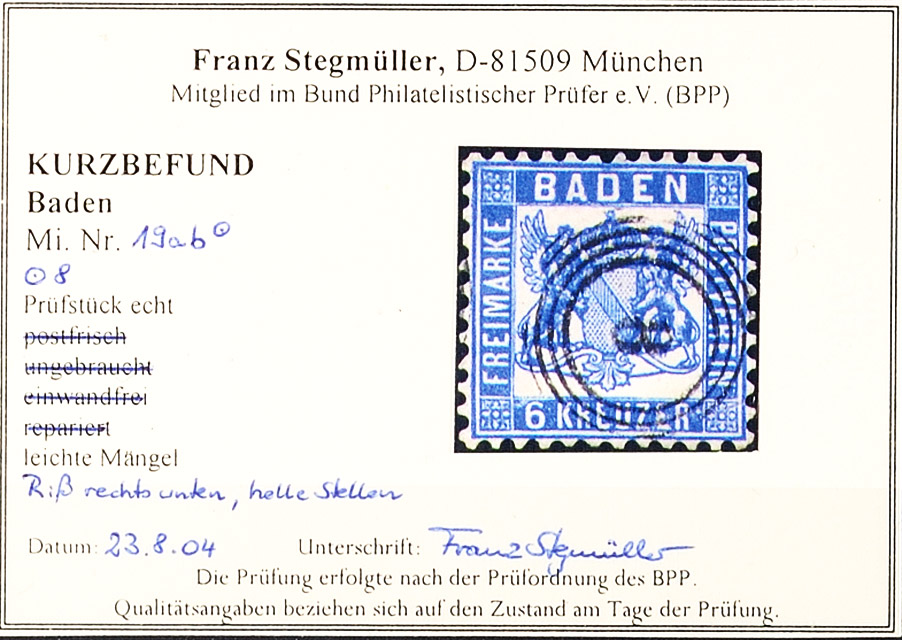 Franz Stegmüller, D-81509 München
Mitglied im Bund Philatelistischer Prüfer e.V. (BPP)
KURZBEFUND
Baden
Mi. Nr. 19ab ⊙
⊙ 8
Prüfstück echt
postfrisch
ungebraucht
einwandfrei
repariert
leichte Mängel
Riß rechts unten, helle Stellen
Datum: 23.8.04 Unterschrift: Franz Stegmüller
Die Prüfung erfolgte nach der Prüfordnung des BPP.
Qualitätsangaben beziehen sich auf den Zustand am Tage der Prüfung.
BADEN
FREIMARKE
8
6 KREUZER